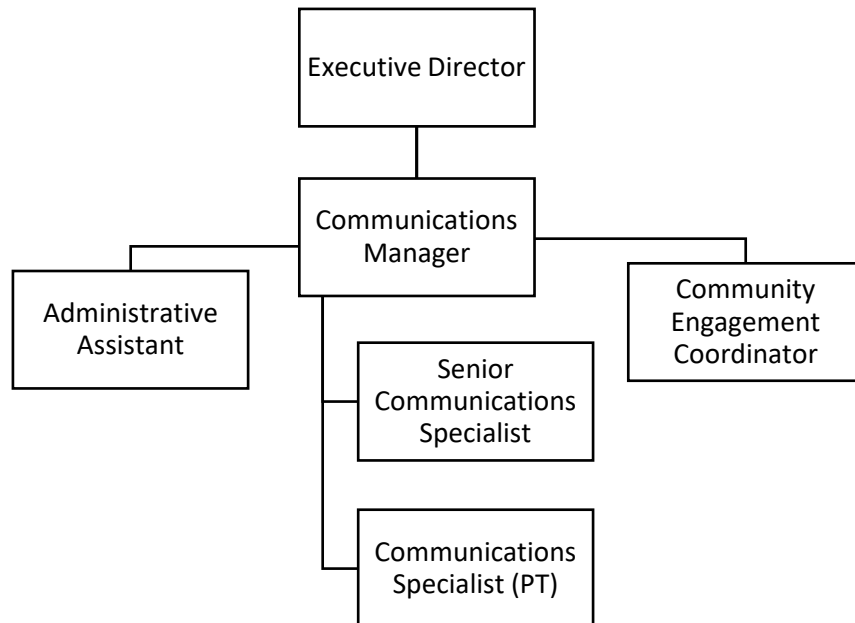 Executive Director
Communications
Manager
Administrative
Assistant
Community
Engagement
Coordinator
Senior
Communications
Specialist
Communications
Specialist (PT)